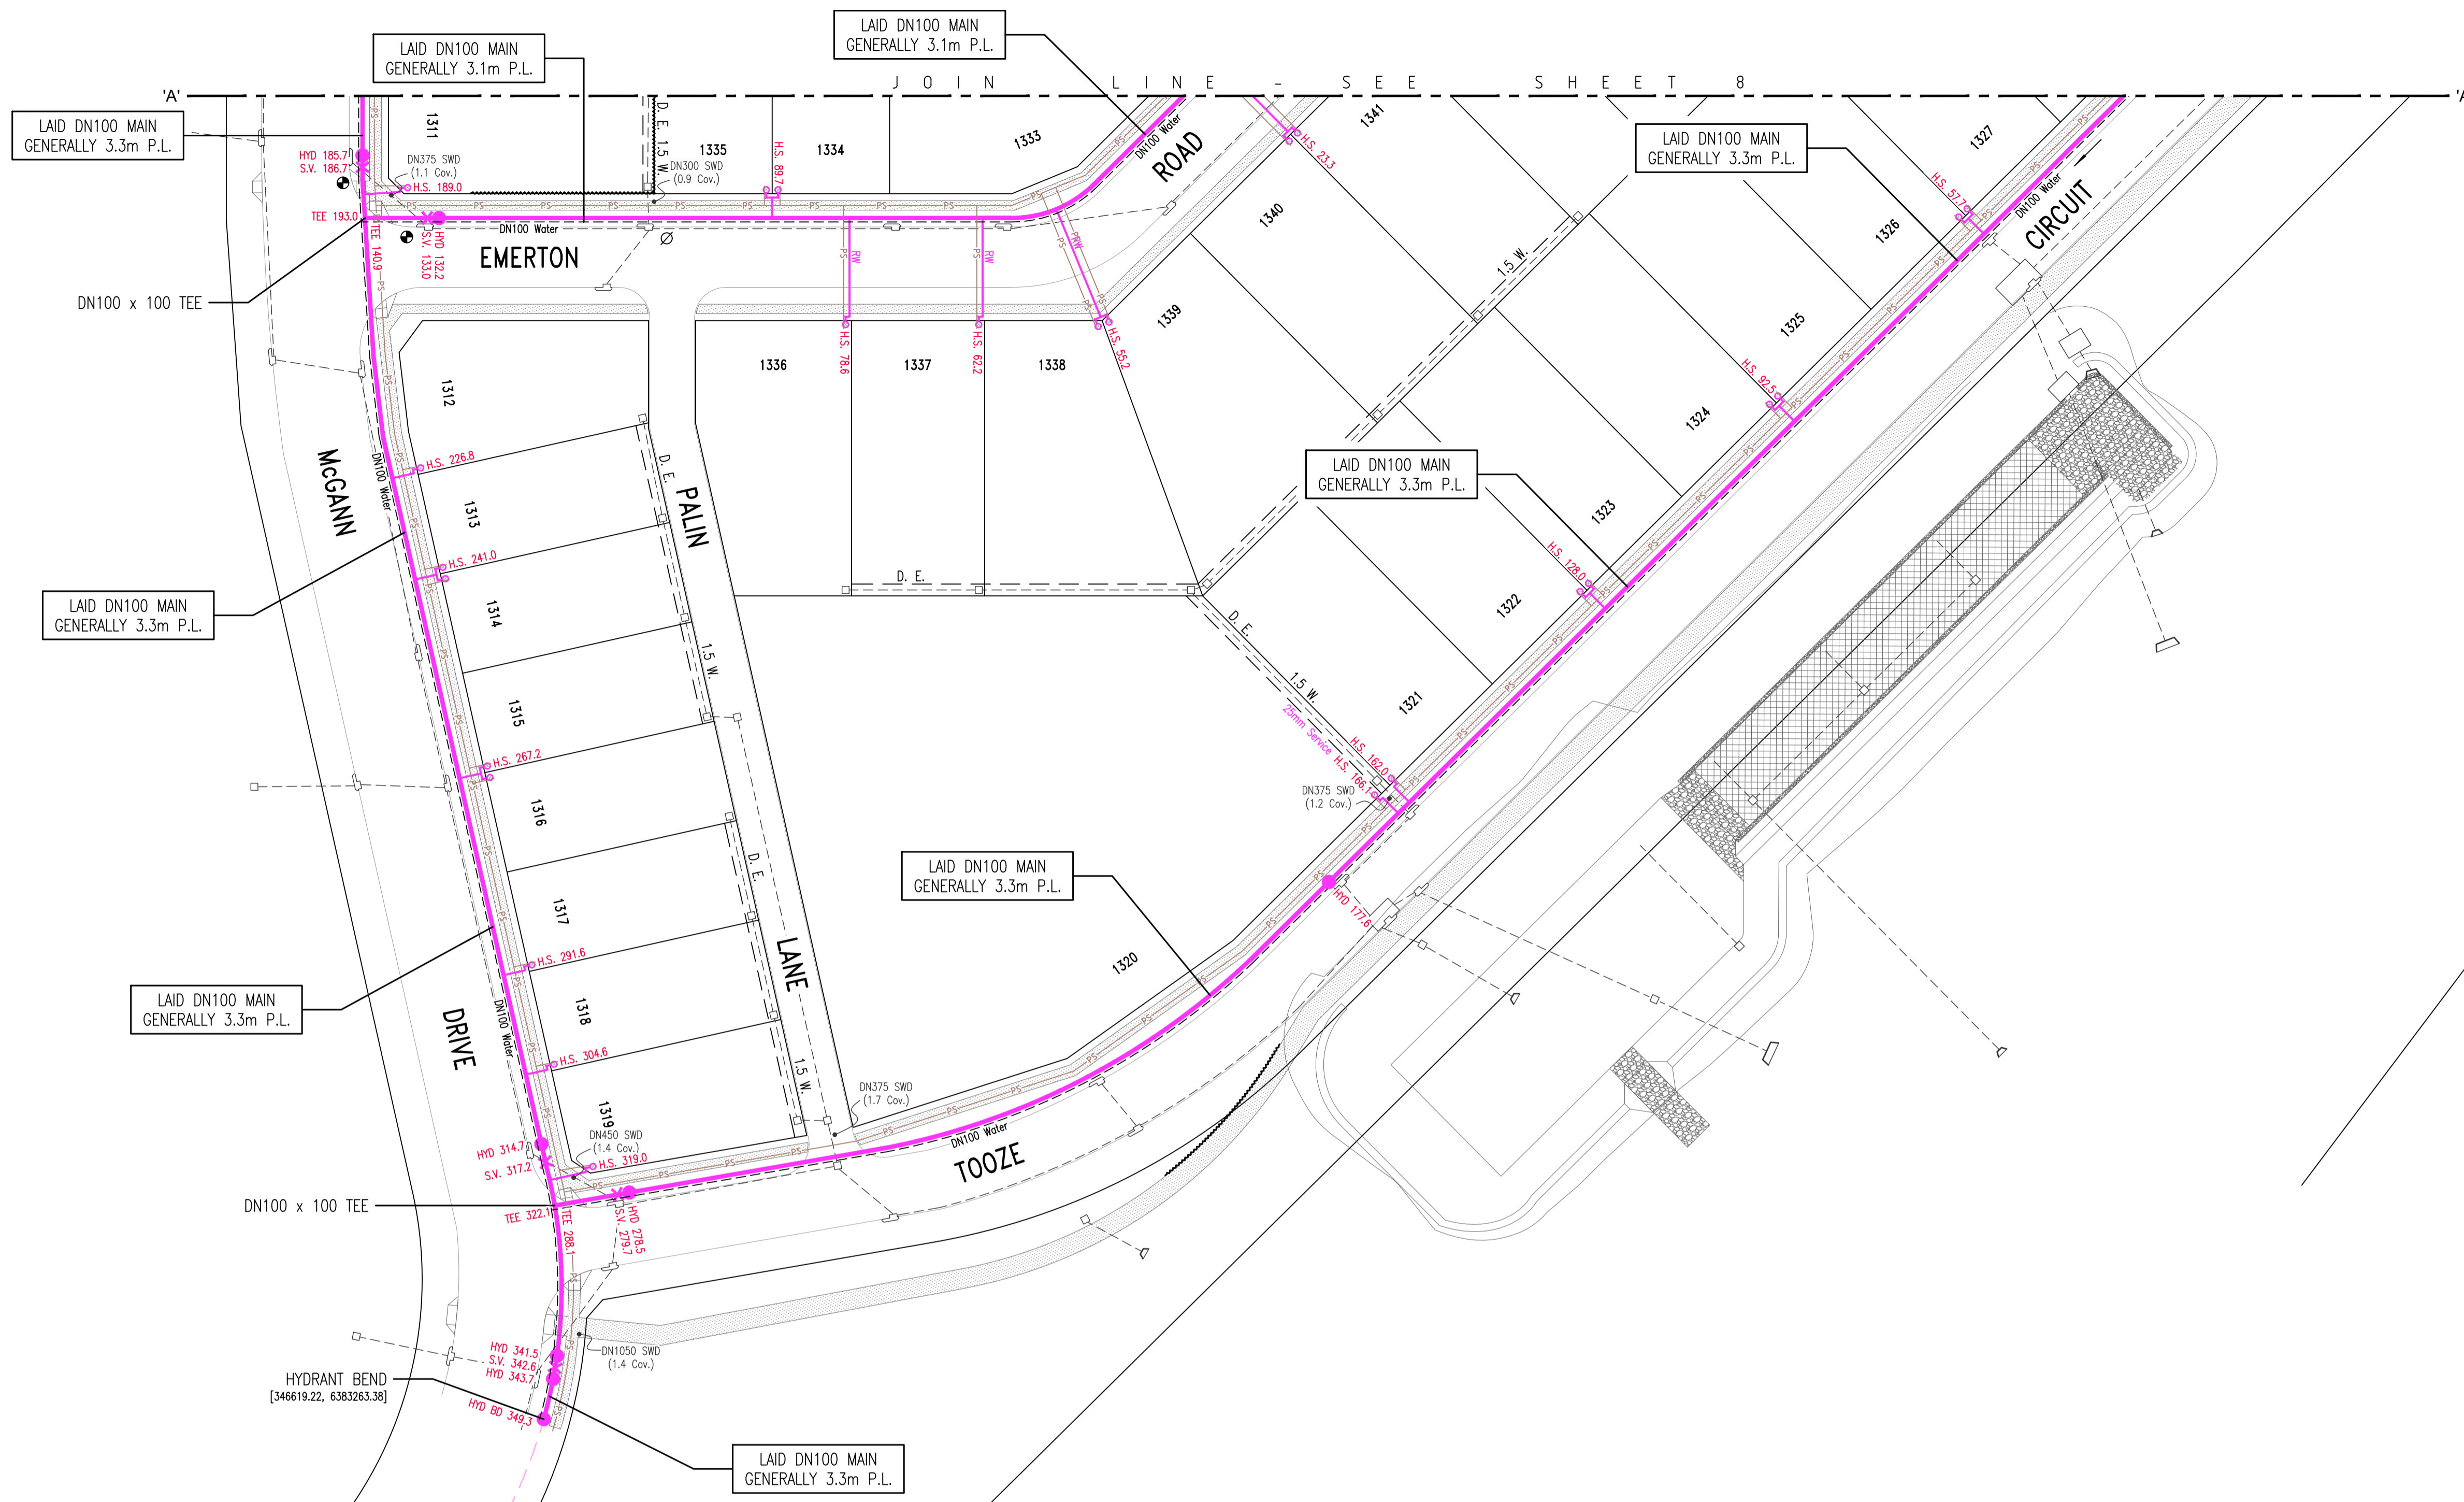 LAID DN100 MAIN
GENERALLY 3.1m P.L.
LAID DN100 MAIN
GENERALLY 3.1m P.L.
JOIN LINE - SEE SHEET 8
'A'
'A'
LAID DN100 MAIN
GENERALLY 3.3m P.L.
LAID DN100 MAIN
GENERALLY 3.3m P.L.
1311
D. E.
1.5 W.
1335
1334
1333
1341
1327
HYD 185.7
S.V. 186.7
DN375 SWD
(1.1 Cov.)
H.S. 189.0
DN300 SWD
(0.9 Cov.)
H.S. 89.7
DN100 Water
ROAD
H.S. 23.3
H.S. 57.7
DN100 Water
CIRCUIT
TEE 193.0
TEE 140.9
S.V. 133.0
HYD 132.2
DN100 Water
EMERTON
RW
RW
PRW
1340
1326
1.5 W.
DN100 x 100 TEE
1339
1325
H.S. 78.6
H.S. 62.2
H.S. 55.2
1336
1337
1338
1312
H.S. 92.5
1324
McGANN
DN100 Water
H.S. 226.8
D. E.
PALIN
LAID DN100 MAIN
GENERALLY 3.3m P.L.
1313
1323
H.S. 241.0
H.S. 128.0
D. E.
LAID DN100 MAIN
GENERALLY 3.3m P.L.
1314
1322
D. E.
1.5 W.
1.5 W.
1315
1321
25mm Service
H.S. 162.0
H.S. 166.1
DN375 SWD
(1.2 Cov.)
H.S. 267.2
1316
D. E.
LAID DN100 MAIN
GENERALLY 3.3m P.L.
HYD 177.6
1317
LANE
1320
H.S. 291.6
LAID DN100 MAIN
GENERALLY 3.3m P.L.
1318
DRIVE
DN100 Water
H.S. 304.6
1.5 W.
DN375 SWD
(1.7 Cov.)
1319
DN450 SWD
(1.4 Cov.)
HYD 314.7
S.V. 317.2
H.S. 319.0
DN100 Water
TOOZE
DN100 x 100 TEE
TEE 322.1
TEE 288.1
S.V. 279.7
HYD 278.5
HYD 341.5
S.V. 342.6
HYD 343.7
DN1050 SWD
(1.4 Cov.)
HYDRANT BEND
[346619.22, 6383263.38]
HYD BD 349.3
LAID DN100 MAIN
GENERALLY 3.3m P.L.